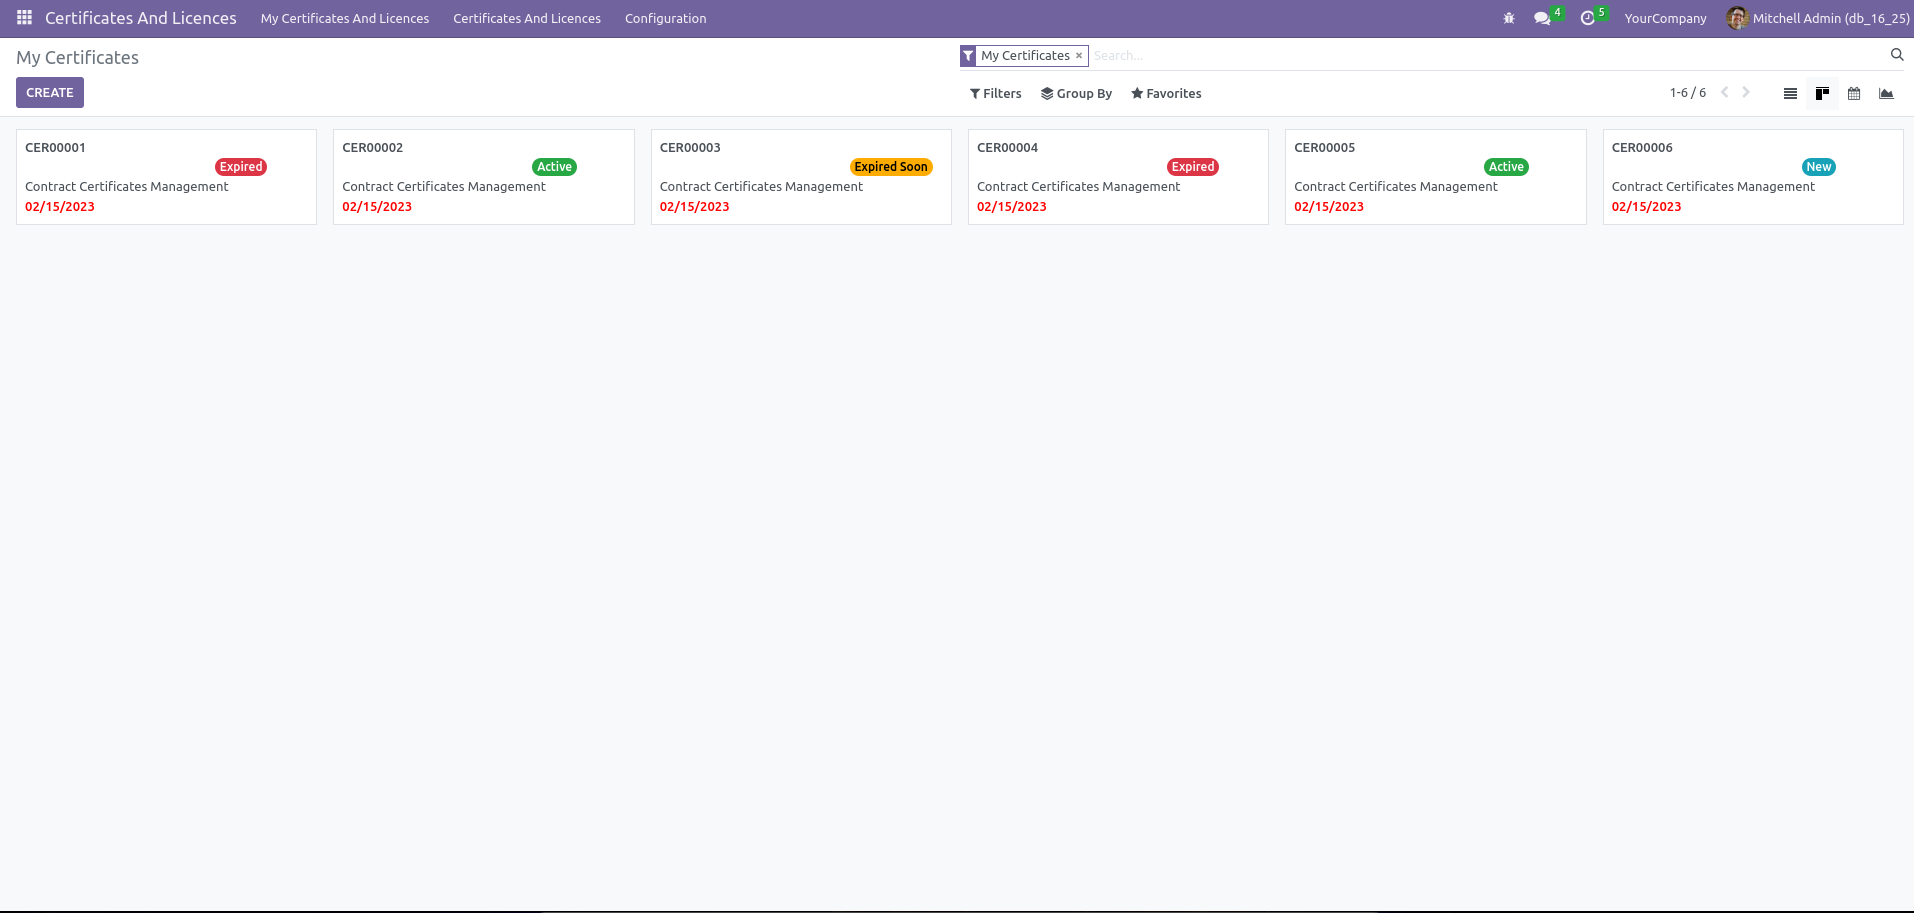 Certificates And Licences My Certificates And Licences Certificates And Licences Configuration 4 5 YourCompany Mitchell Admin (db_16_25)
My Certificates
My Certificates × Search...
CREATE
Filters Group By Favorites 1-6 / 6
CER00001
Expired
Contract Certificates Management
02/15/2023
CER00002
Active
Contract Certificates Management
02/15/2023
CER00003
Expired Soon
Contract Certificates Management
02/15/2023
CER00004
Expired
Contract Certificates Management
02/15/2023
CER00005
Active
Contract Certificates Management
02/15/2023
CER00006
New
Contract Certificates Management
02/15/2023